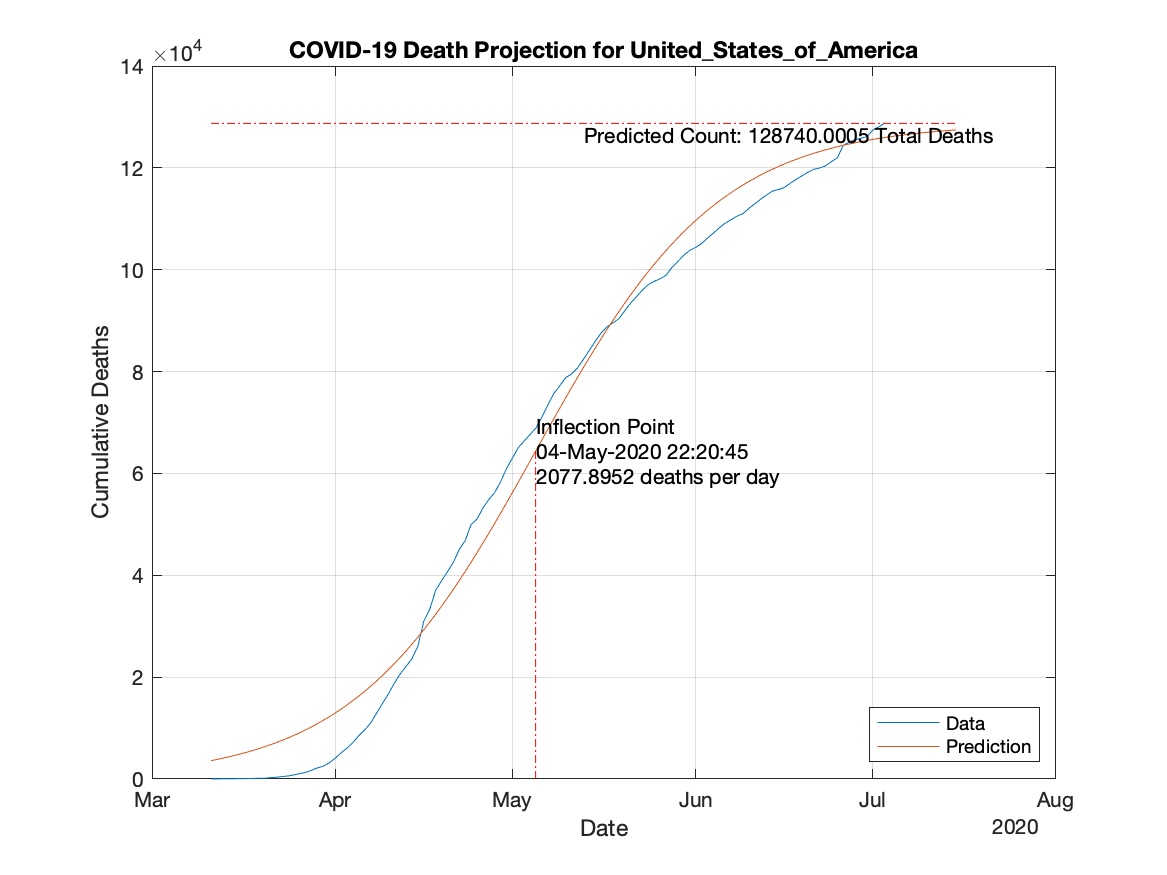 COVID-19 Death Projection for United_States_of_America
×10⁴
14
12
10
8
6
4
2
0
Cumulative Deaths
Predicted Count: 128740.0005 Total Deaths
Inflection Point
04-May-2020 22:20:45
2077.8952 deaths per day
Data
Prediction
Mar Apr May Jun Jul Aug
Date
2020